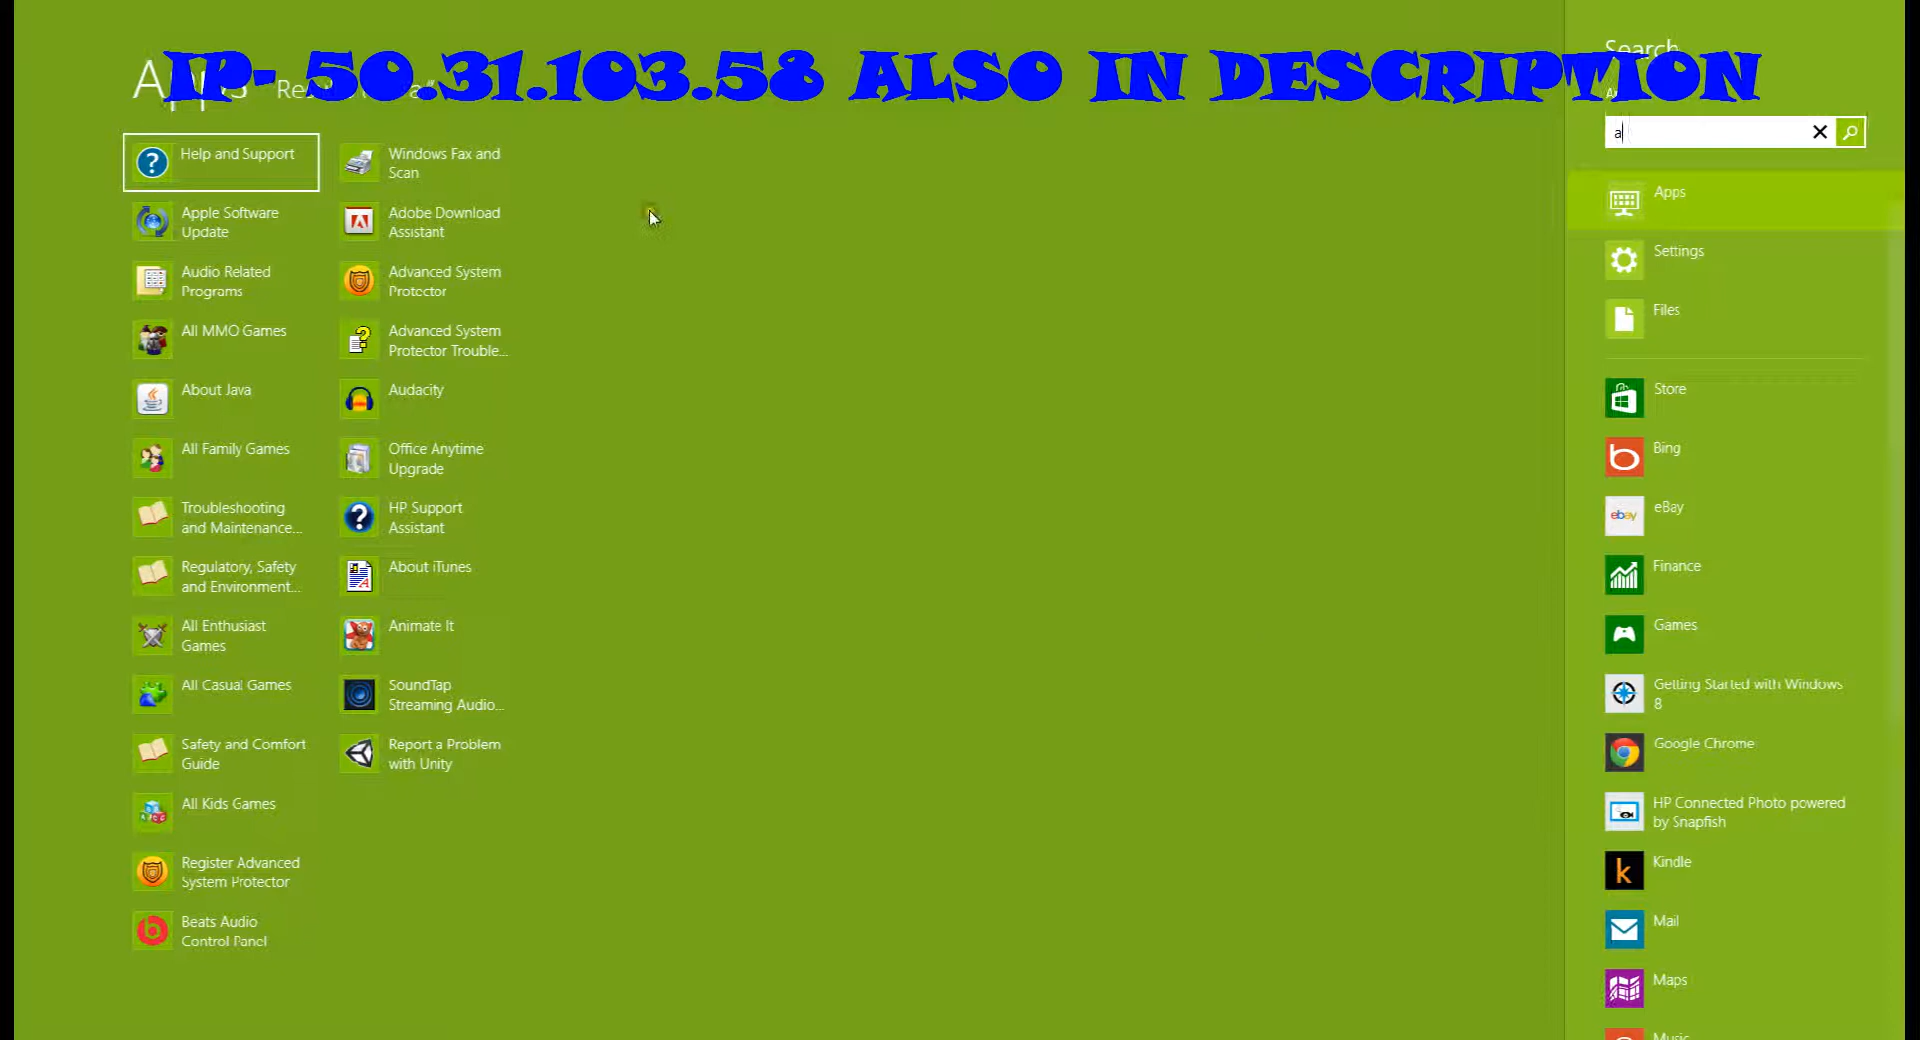 IP- 50.31.103.58 ALSO IN DESCRIPTION
Apps
Search
a
Help and Support
Apple Software
Update
Audio Related
Programs
All MMO Games
About Java
All Family Games
Troubleshooting
and Maintenance...
Regulatory, Safety
and Environment...
All Enthusiast
Games
All Casual Games
Safety and Comfort
Guide
All Kids Games
Register Advanced
System Protector
Beats Audio
Control Panel
Windows Fax and
Scan
Adobe Download
Assistant
Advanced System
Protector
Advanced System
Protector Trouble...
Audacity
Office Anytime
Upgrade
HP Support
Assistant
About iTunes
Animate It
SoundTap
Streaming Audio...
Report a Problem
with Unity
Apps
Settings
Files
Store
Bing
ebay
eBay
Finance
Games
Getting Started with Windows
8
Google Chrome
HP Connected Photo powered
by Snapfish
Kindle
Mail
Maps
Music